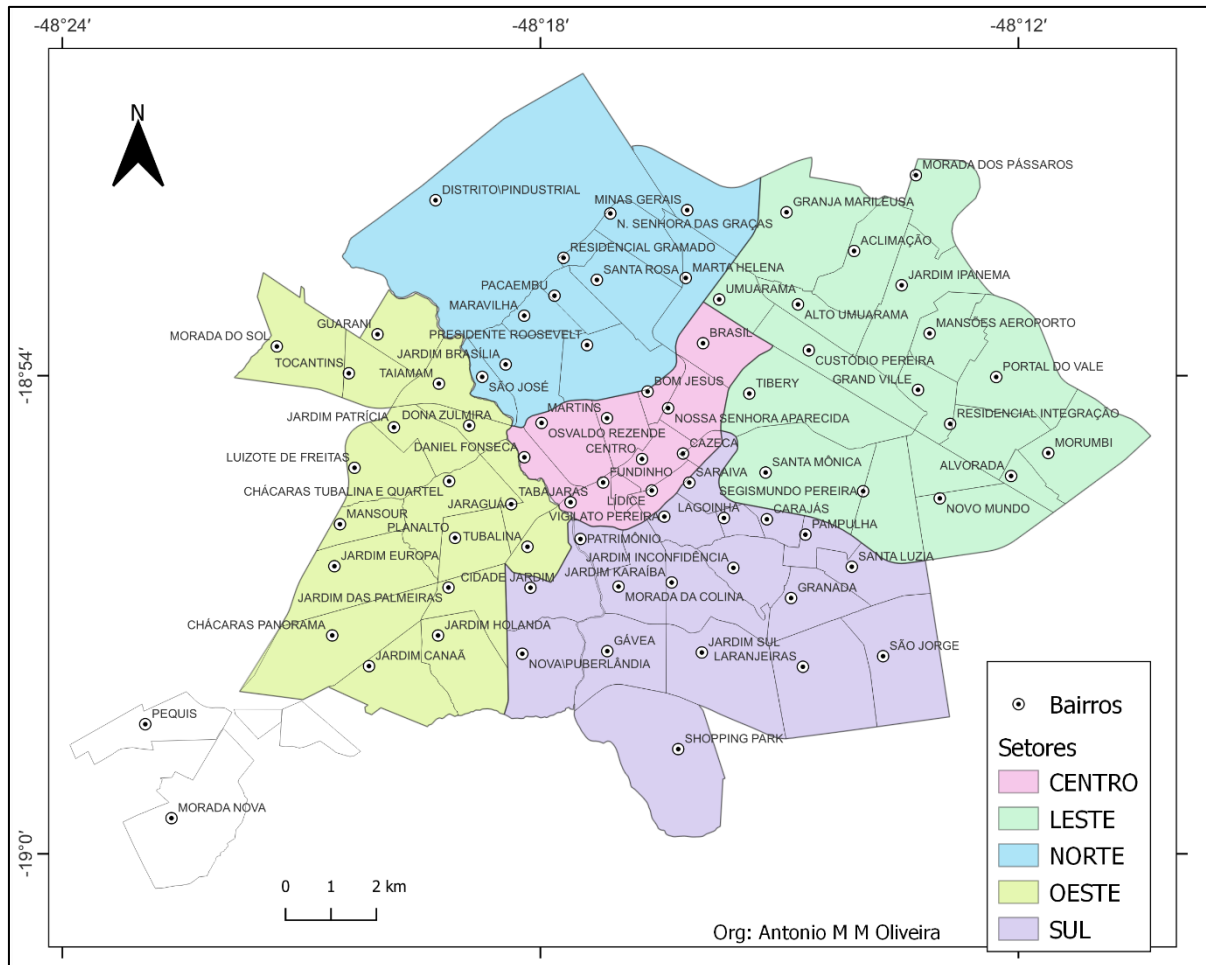 -48°24′
-48°18′
-48°12′
N
MORADA DOS PÁSSAROS
DISTRITO\PINDUSTRIAL
MINAS GERAIS
GRANJA MARILEUSA
N. SENHORA DAS GRAÇAS
ACLIMAÇÃO
RESIDENCIAL GRAMADO
SANTA ROSA
MARTA HELENA
JARDIM IPANEMA
PACAEMBU
UMUARAMA
MARAVILHA
ALTO UMUARAMA
GUARANI
MANSÕES AEROPORTO
MORADA DO SOL
PRESIDENTE ROOSEVELT
BRASIL
TOCANTINS
JARDIM BRASÍLIA
CUSTÓDIO PEREIRA
PORTAL DO VALE
TAIAMAM
SÃO JOSÉ
BOM JESUS
TIBERY
GRAND VILLE
-18°54′
JARDIM PATRÍCIA
DONA ZULMIRA
MARTINS
NOSSA SENHORA APARECIDA
RESIDENCIAL INTEGRAÇÃO
OSVALDO REZENDE
DANIEL FONSECA
CENTRO
CAZECA
MORUMBI
LUIZOTE DE FREITAS
FUNDINHO
SARAIVA
SANTA MÔNICA
ALVORADA
CHÁCARAS TUBALINA E QUARTEL
TABAJARAS
LÍDICE
SEGISMUNDO PEREIRA
JARAGUÁ
VIGILATO PEREIRA
LAGOINHA
CARAJÁS
NOVO MUNDO
MANSOUR
PLANALTO
TUBALINA
PATRIMÔNIO
PAMPULHA
JARDIM EUROPA
JARDIM INCONFIDÊNCIA
SANTA LUZIA
CIDADE JARDIM
JARDIM KARAÍBA
JARDIM DAS PALMEIRAS
MORADA DA COLINA
GRANADA
CHÁCARAS PANORAMA
JARDIM HOLANDA
GÁVEA
JARDIM SUL
SÃO JORGE
JARDIM CANAÃ
NOVA\PUBERLÂNDIA
LARANJEIRAS
PEQUIS
SHOPPING PARK
MORADA NOVA
-19°0′
0 1 2 km
Bairros
Setores
CENTRO
LESTE
NORTE
OESTE
SUL
Org: Antonio M M Oliveira